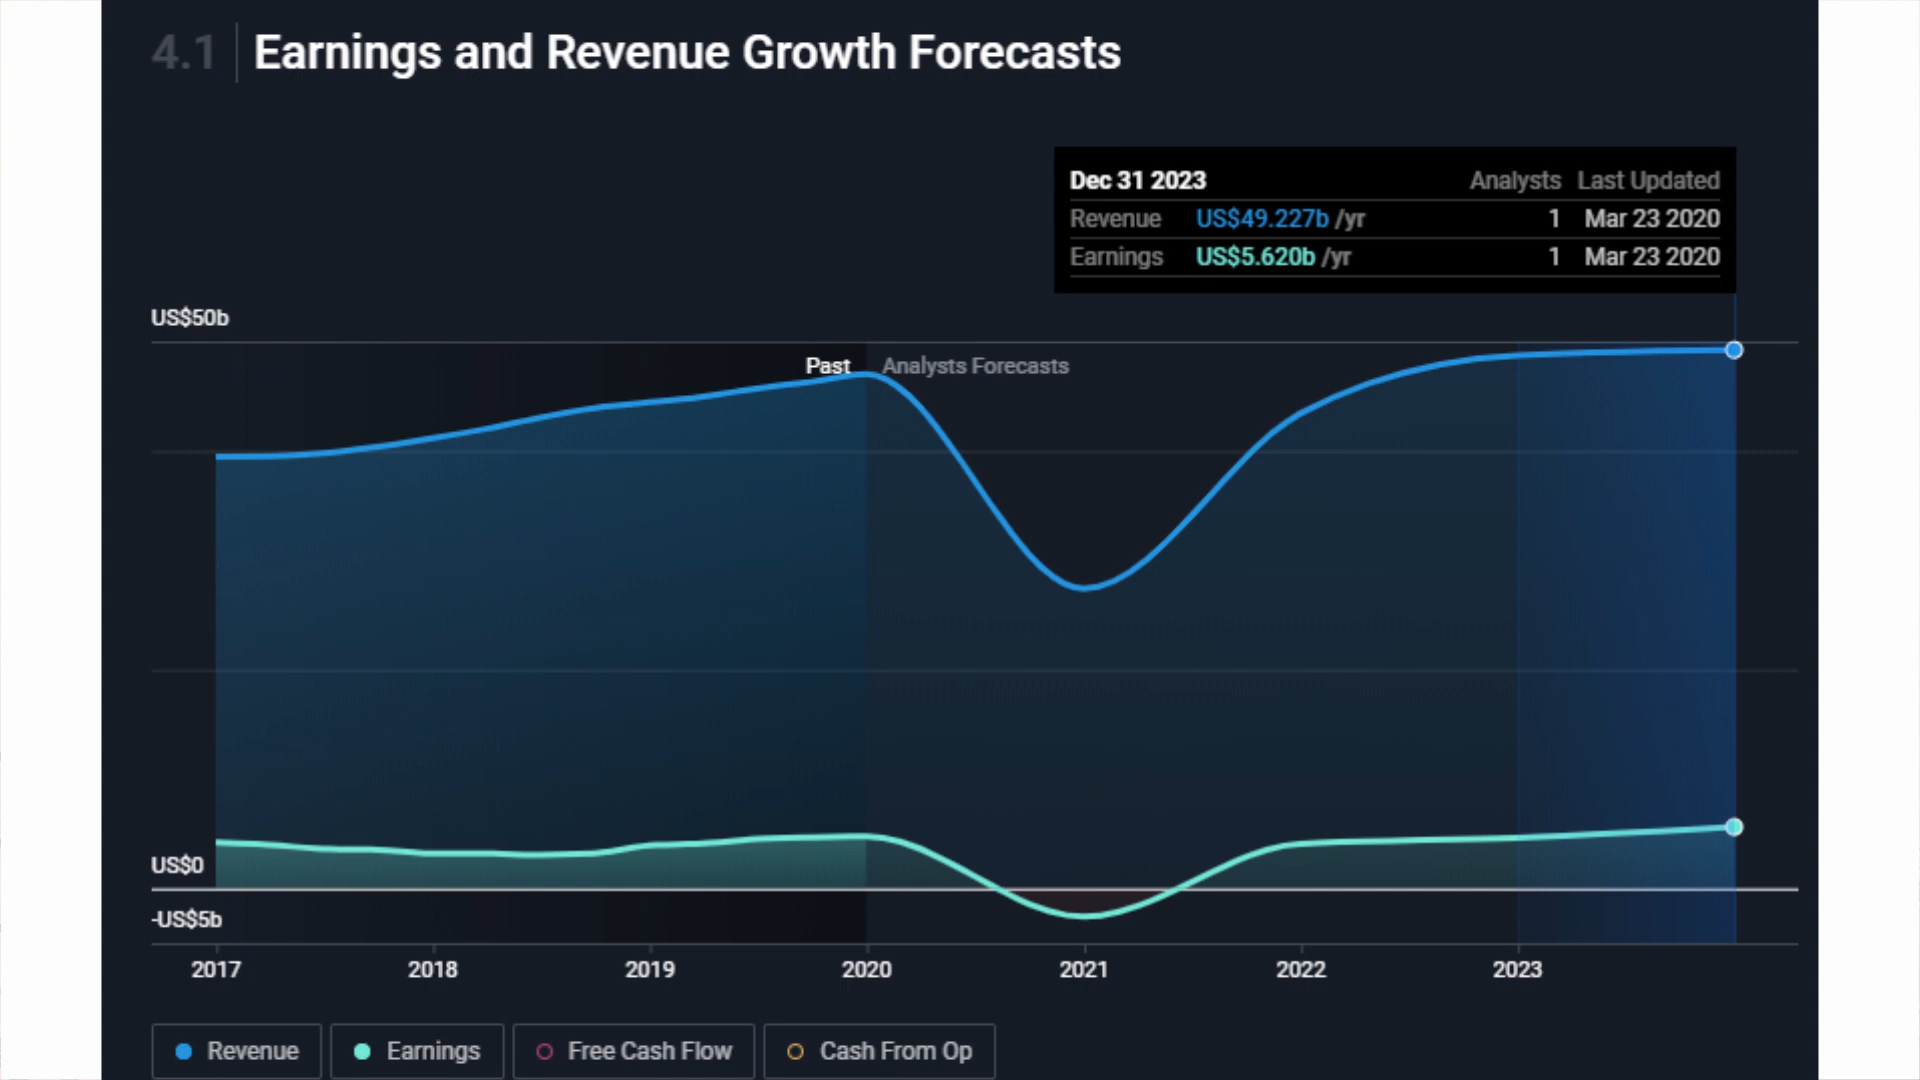 4.1 Earnings and Revenue Growth Forecasts
Dec 31 2023 Analysts Last Updated
Revenue US$49.227b /yr 1 Mar 23 2020
Earnings US$5.620b /yr 1 Mar 23 2020
US$50b
Past Analysts Forecasts
US$0
-US$5b
2017 2018 2019 2020 2021 2022 2023
Revenue Earnings Free Cash Flow Cash From Op